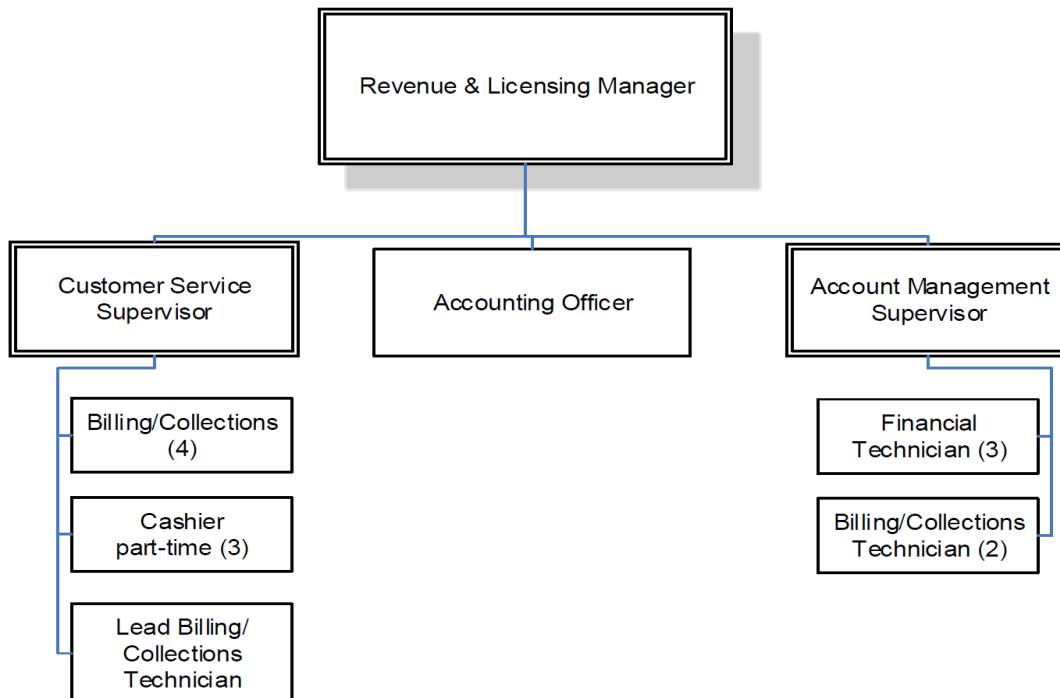 Revenue & Licensing Manager
Customer Service
Supervisor
Accounting Officer
Account Management
Supervisor
Billing/Collections
(4)
Cashier
part-time (3)
Lead Billing/
Collections
Technician
Financial
Technician (3)
Billing/Collections
Technician (2)